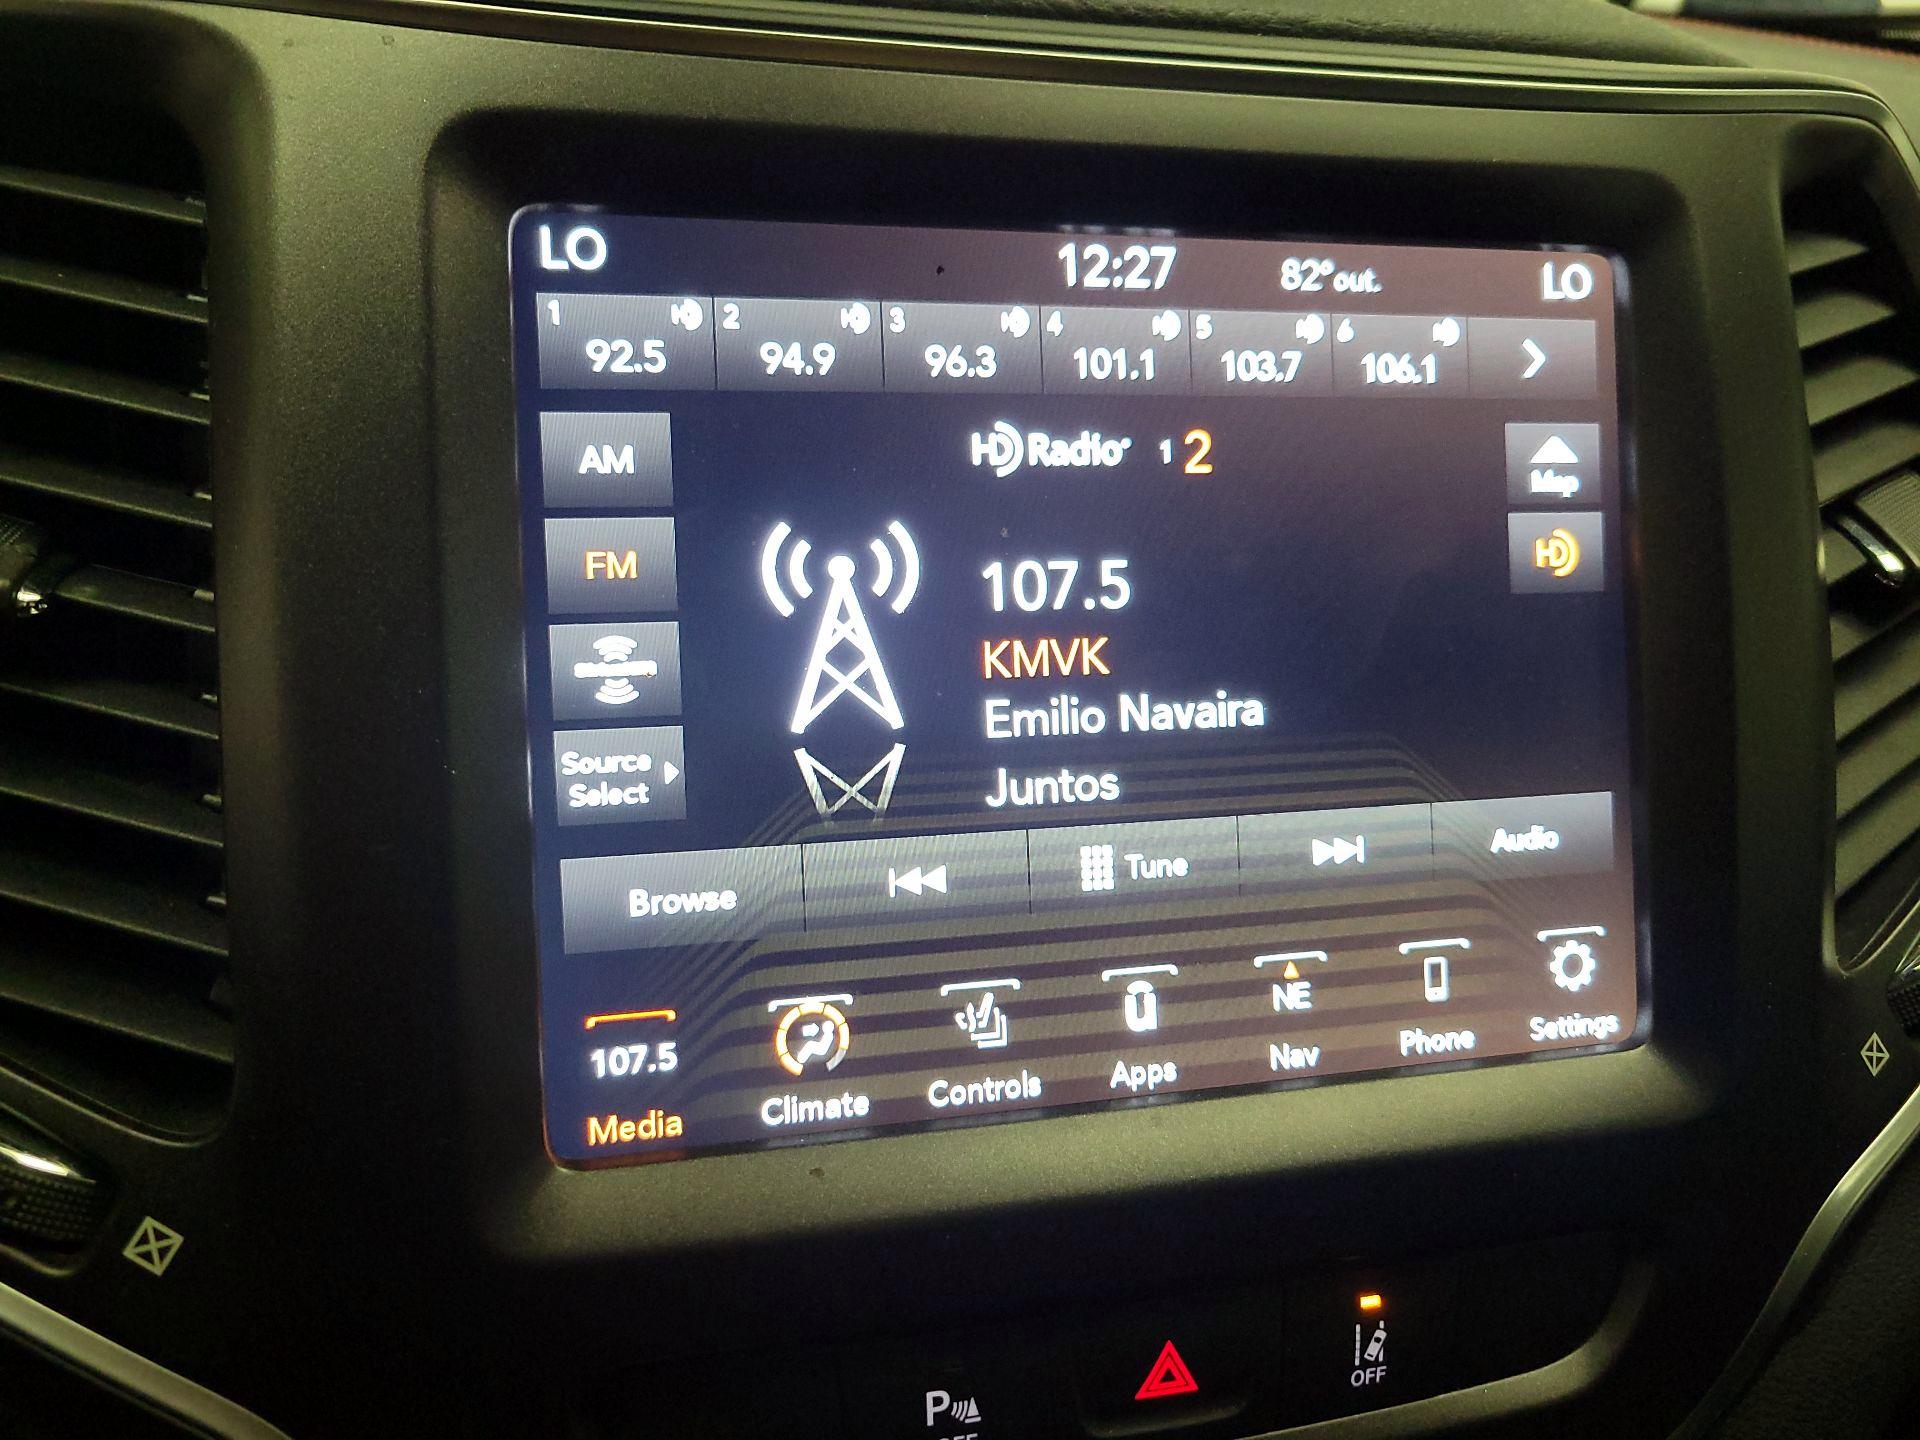 LO 12:27 82° out. LO
1 2 3 4 5 6
92.5 94.9 96.3 101.1 103.7 106.1
HD Radio 1 2
AM
Map
FM
HD
107.5
KMVK
Emilio Navaira
Source
Select
Juntos
Browse Tune Audio
107.5 NE
Media Climate Controls Apps Nav Phone Settings
OFF
P